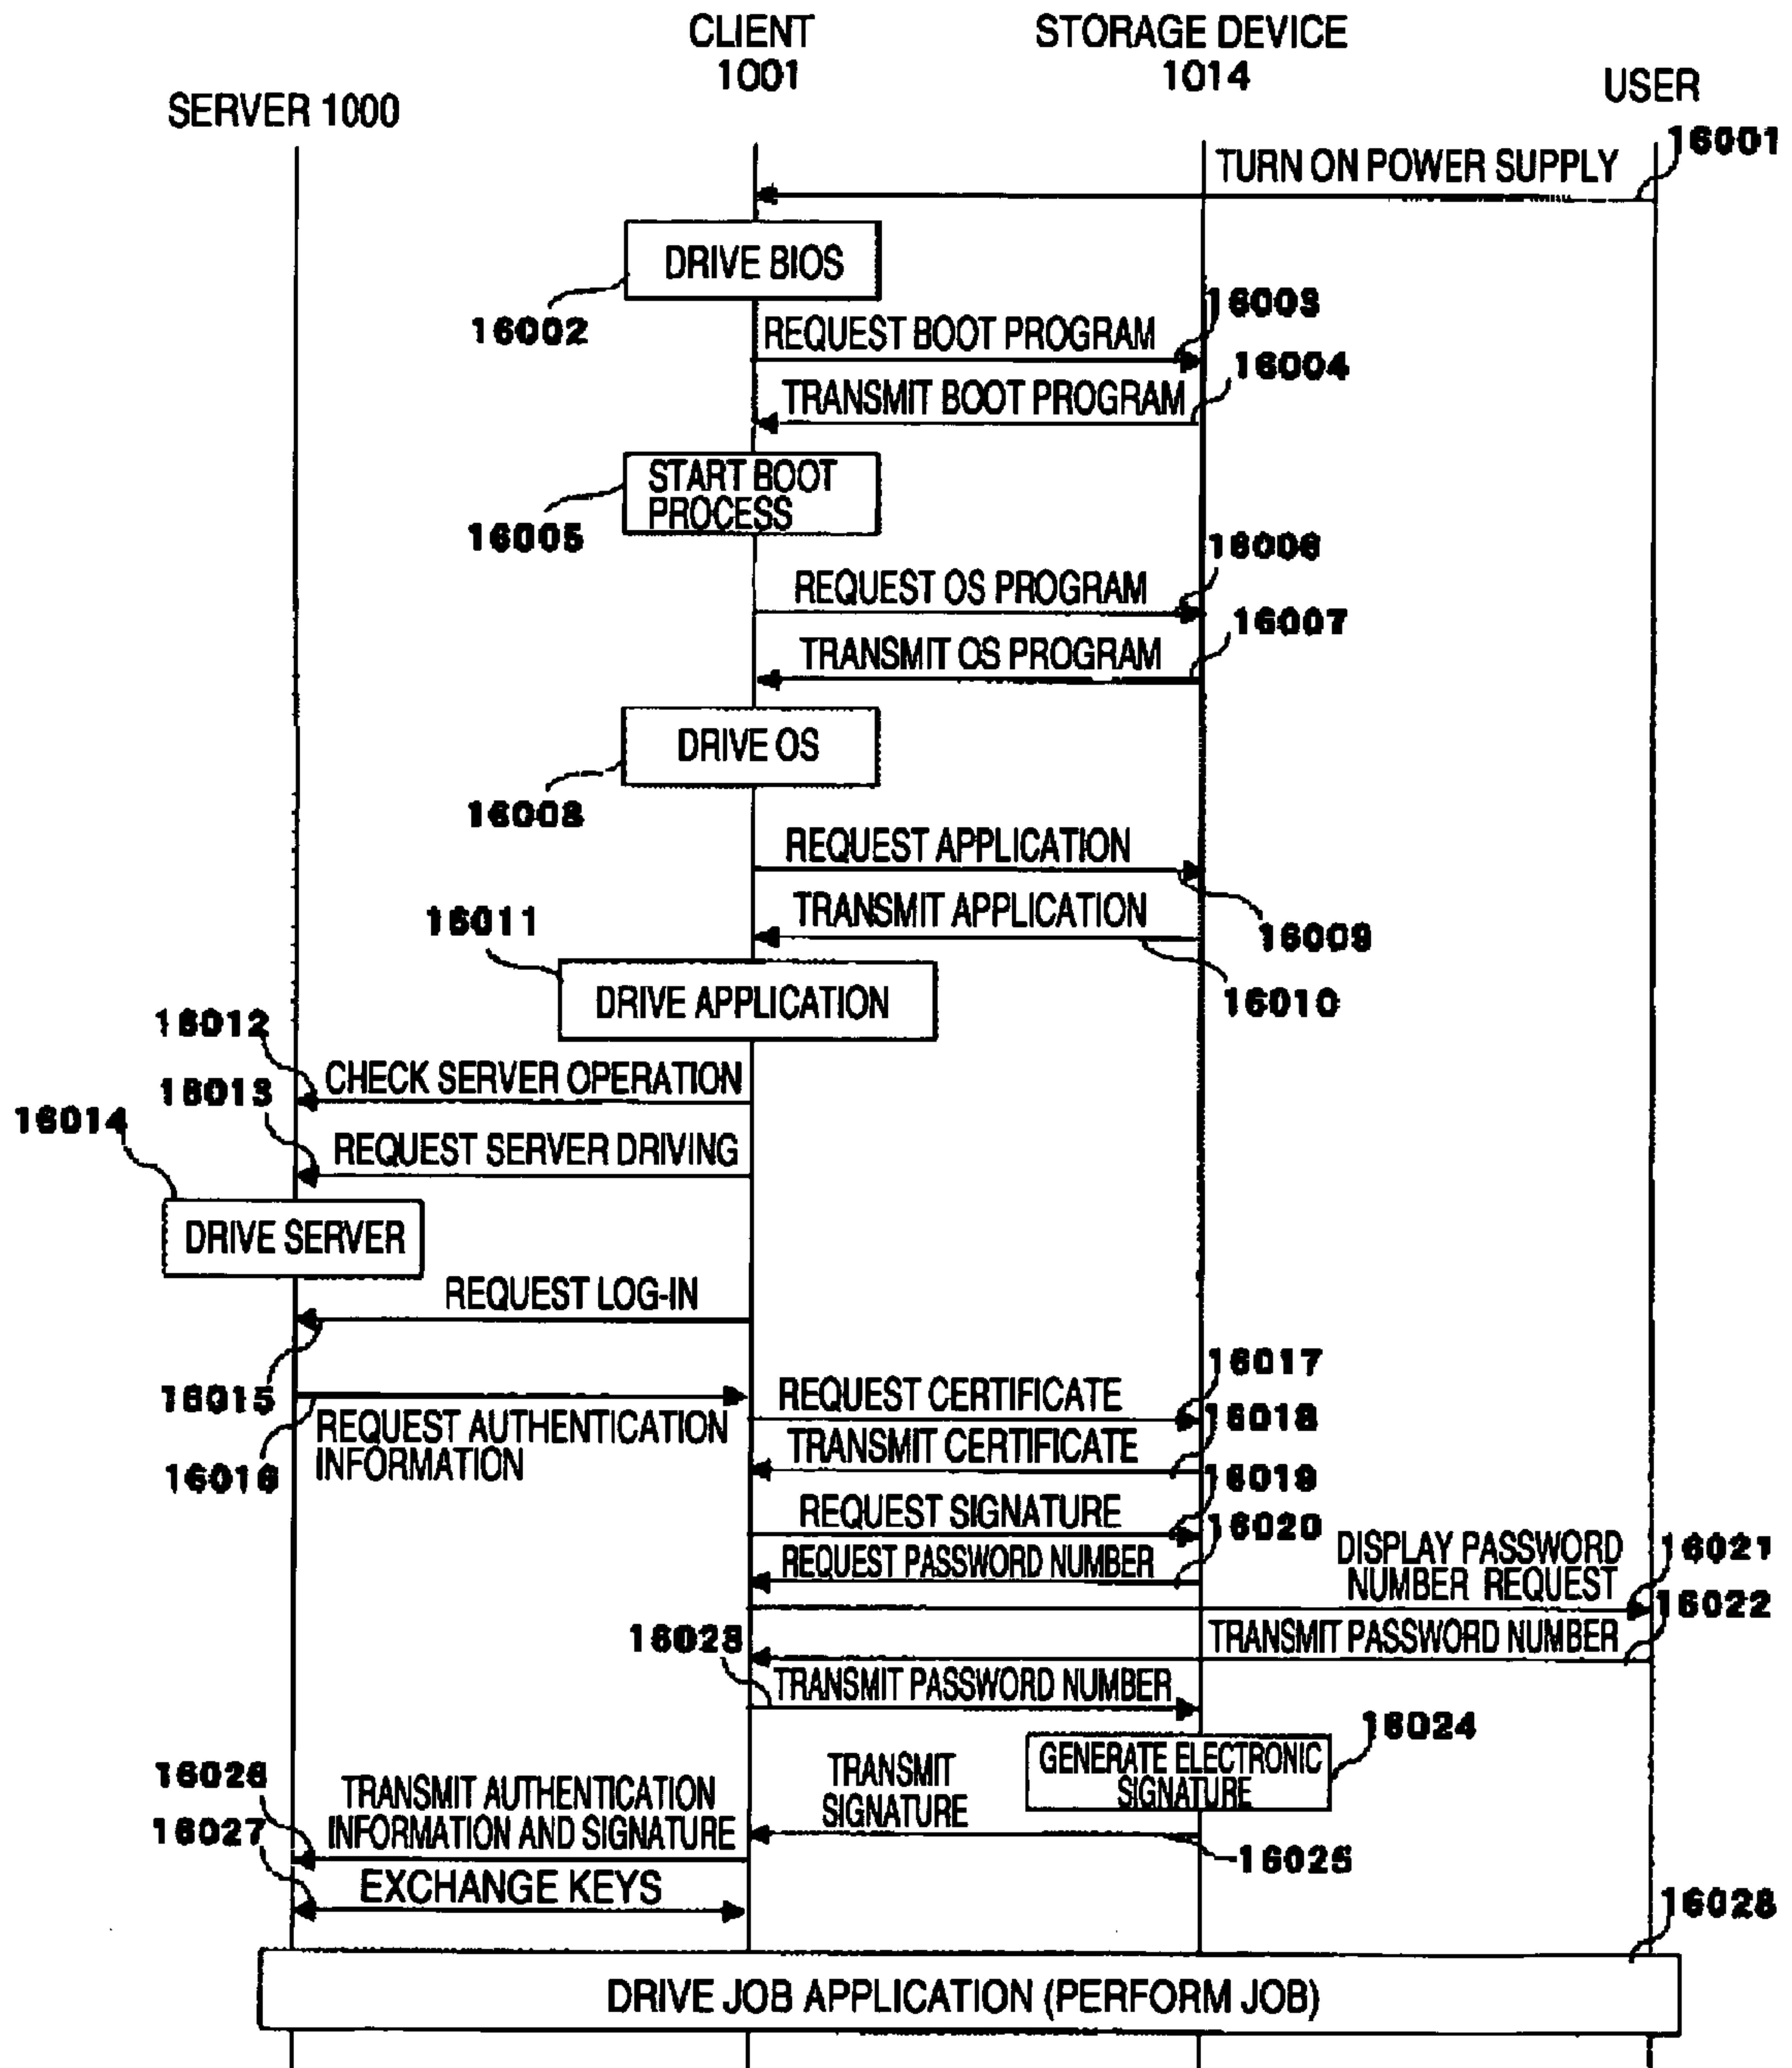 CLIENT
1001
STORAGE DEVICE
1014
SERVER 1000
USER
16001
TURN ON POWER SUPPLY
DRIVE BIOS
16002
16003
REQUEST BOOT PROGRAM
16004
TRANSMIT BOOT PROGRAM
START BOOT
PROCESS
16005
16006
REQUEST OS PROGRAM
16007
TRANSMIT OS PROGRAM
DRIVE OS
16008
REQUEST APPLICATION
16009
TRANSMIT APPLICATION
16010
16011
DRIVE APPLICATION
16012
CHECK SERVER OPERATION
16013
REQUEST SERVER DRIVING
16014
DRIVE SERVER
REQUEST LOG-IN
16015
16016
REQUEST AUTHENTICATION
INFORMATION
16017
REQUEST CERTIFICATE
16018
TRANSMIT CERTIFICATE
16019
REQUEST SIGNATURE
16020
REQUEST PASSWORD NUMBER
DISPLAY PASSWORD
NUMBER REQUEST
16021
16022
TRANSMIT PASSWORD NUMBER
16023
TRANSMIT PASSWORD NUMBER
16024
GENERATE ELECTRONIC
SIGNATURE
TRANSMIT
SIGNATURE
16025
16026
TRANSMIT AUTHENTICATION
INFORMATION AND SIGNATURE
16027
EXCHANGE KEYS
16028
DRIVE JOB APPLICATION (PERFORM JOB)